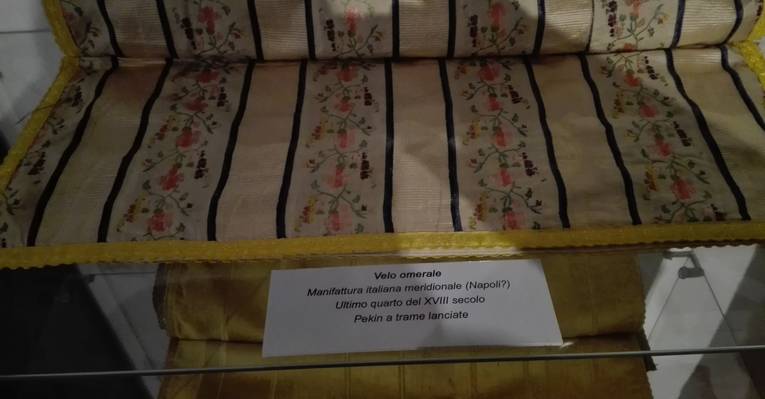 Velo omerale
Manifattura italiana meridionale (Napoli?)
Ultimo quarto del XVIII secolo
Pekin a trame lanciate